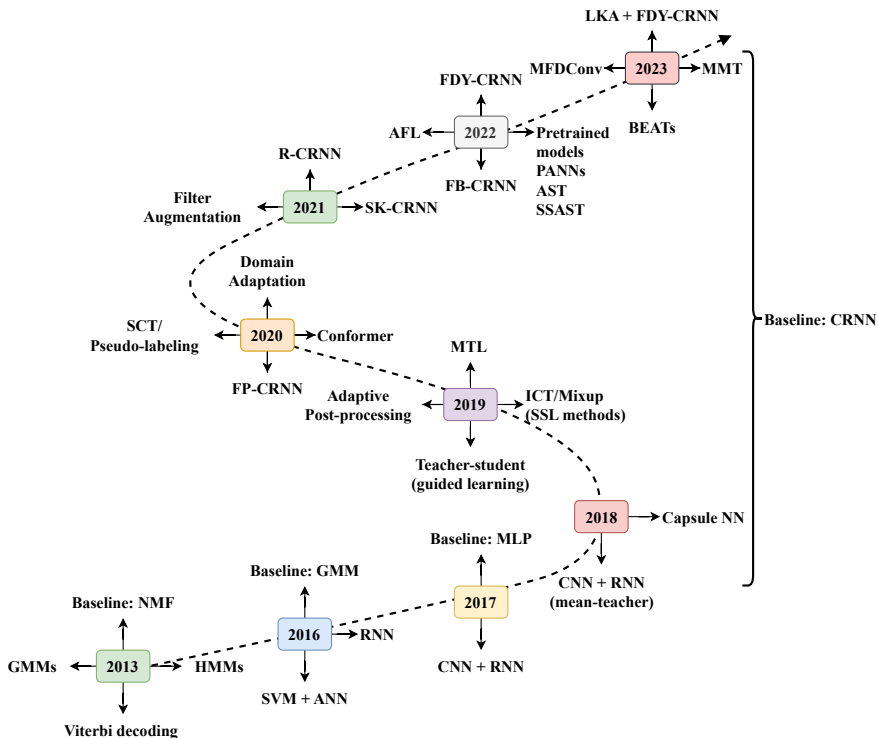 LKA + FDY-CRNN
MFDConv
2023
MMT
BEATs
FDY-CRNN
AFL
2022
Pretrained
models
PANNs
AST
SSAST
FB-CRNN
R-CRNN
Filter
Augmentation
2021
SK-CRNN
Domain
Adaptation
SCT/
Pseudo-labeling
2020
Conformer
FP-CRNN
Baseline: CRNN
MTL
Adaptive
Post-processing
2019
ICT/Mixup
(SSL methods)
Teacher-student
(guided learning)
2018
Capsule NN
CNN + RNN
(mean-teacher)
Baseline: MLP
2017
CNN + RNN
Baseline: GMM
2016
RNN
SVM + ANN
Baseline: NMF
GMMs
2013
HMMs
Viterbi decoding